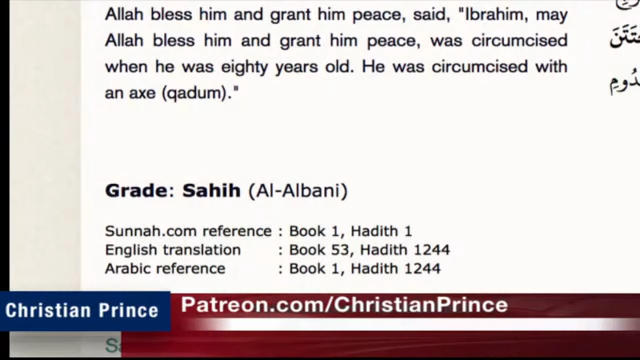 Allah bless him and grant him peace, said, "Ibrahim, may
Allah bless him and grant him peace, was circumcised
when he was eighty years old. He was circumcised with
an axe (qadum)."
Grade: Sahih (Al-Albani)
Sunnah.com reference : Book 1, Hadith 1
English translation : Book 53, Hadith 1244
Arabic reference : Book 1, Hadith 1244
Christian Prince
Patreon.com/ChristianPrince